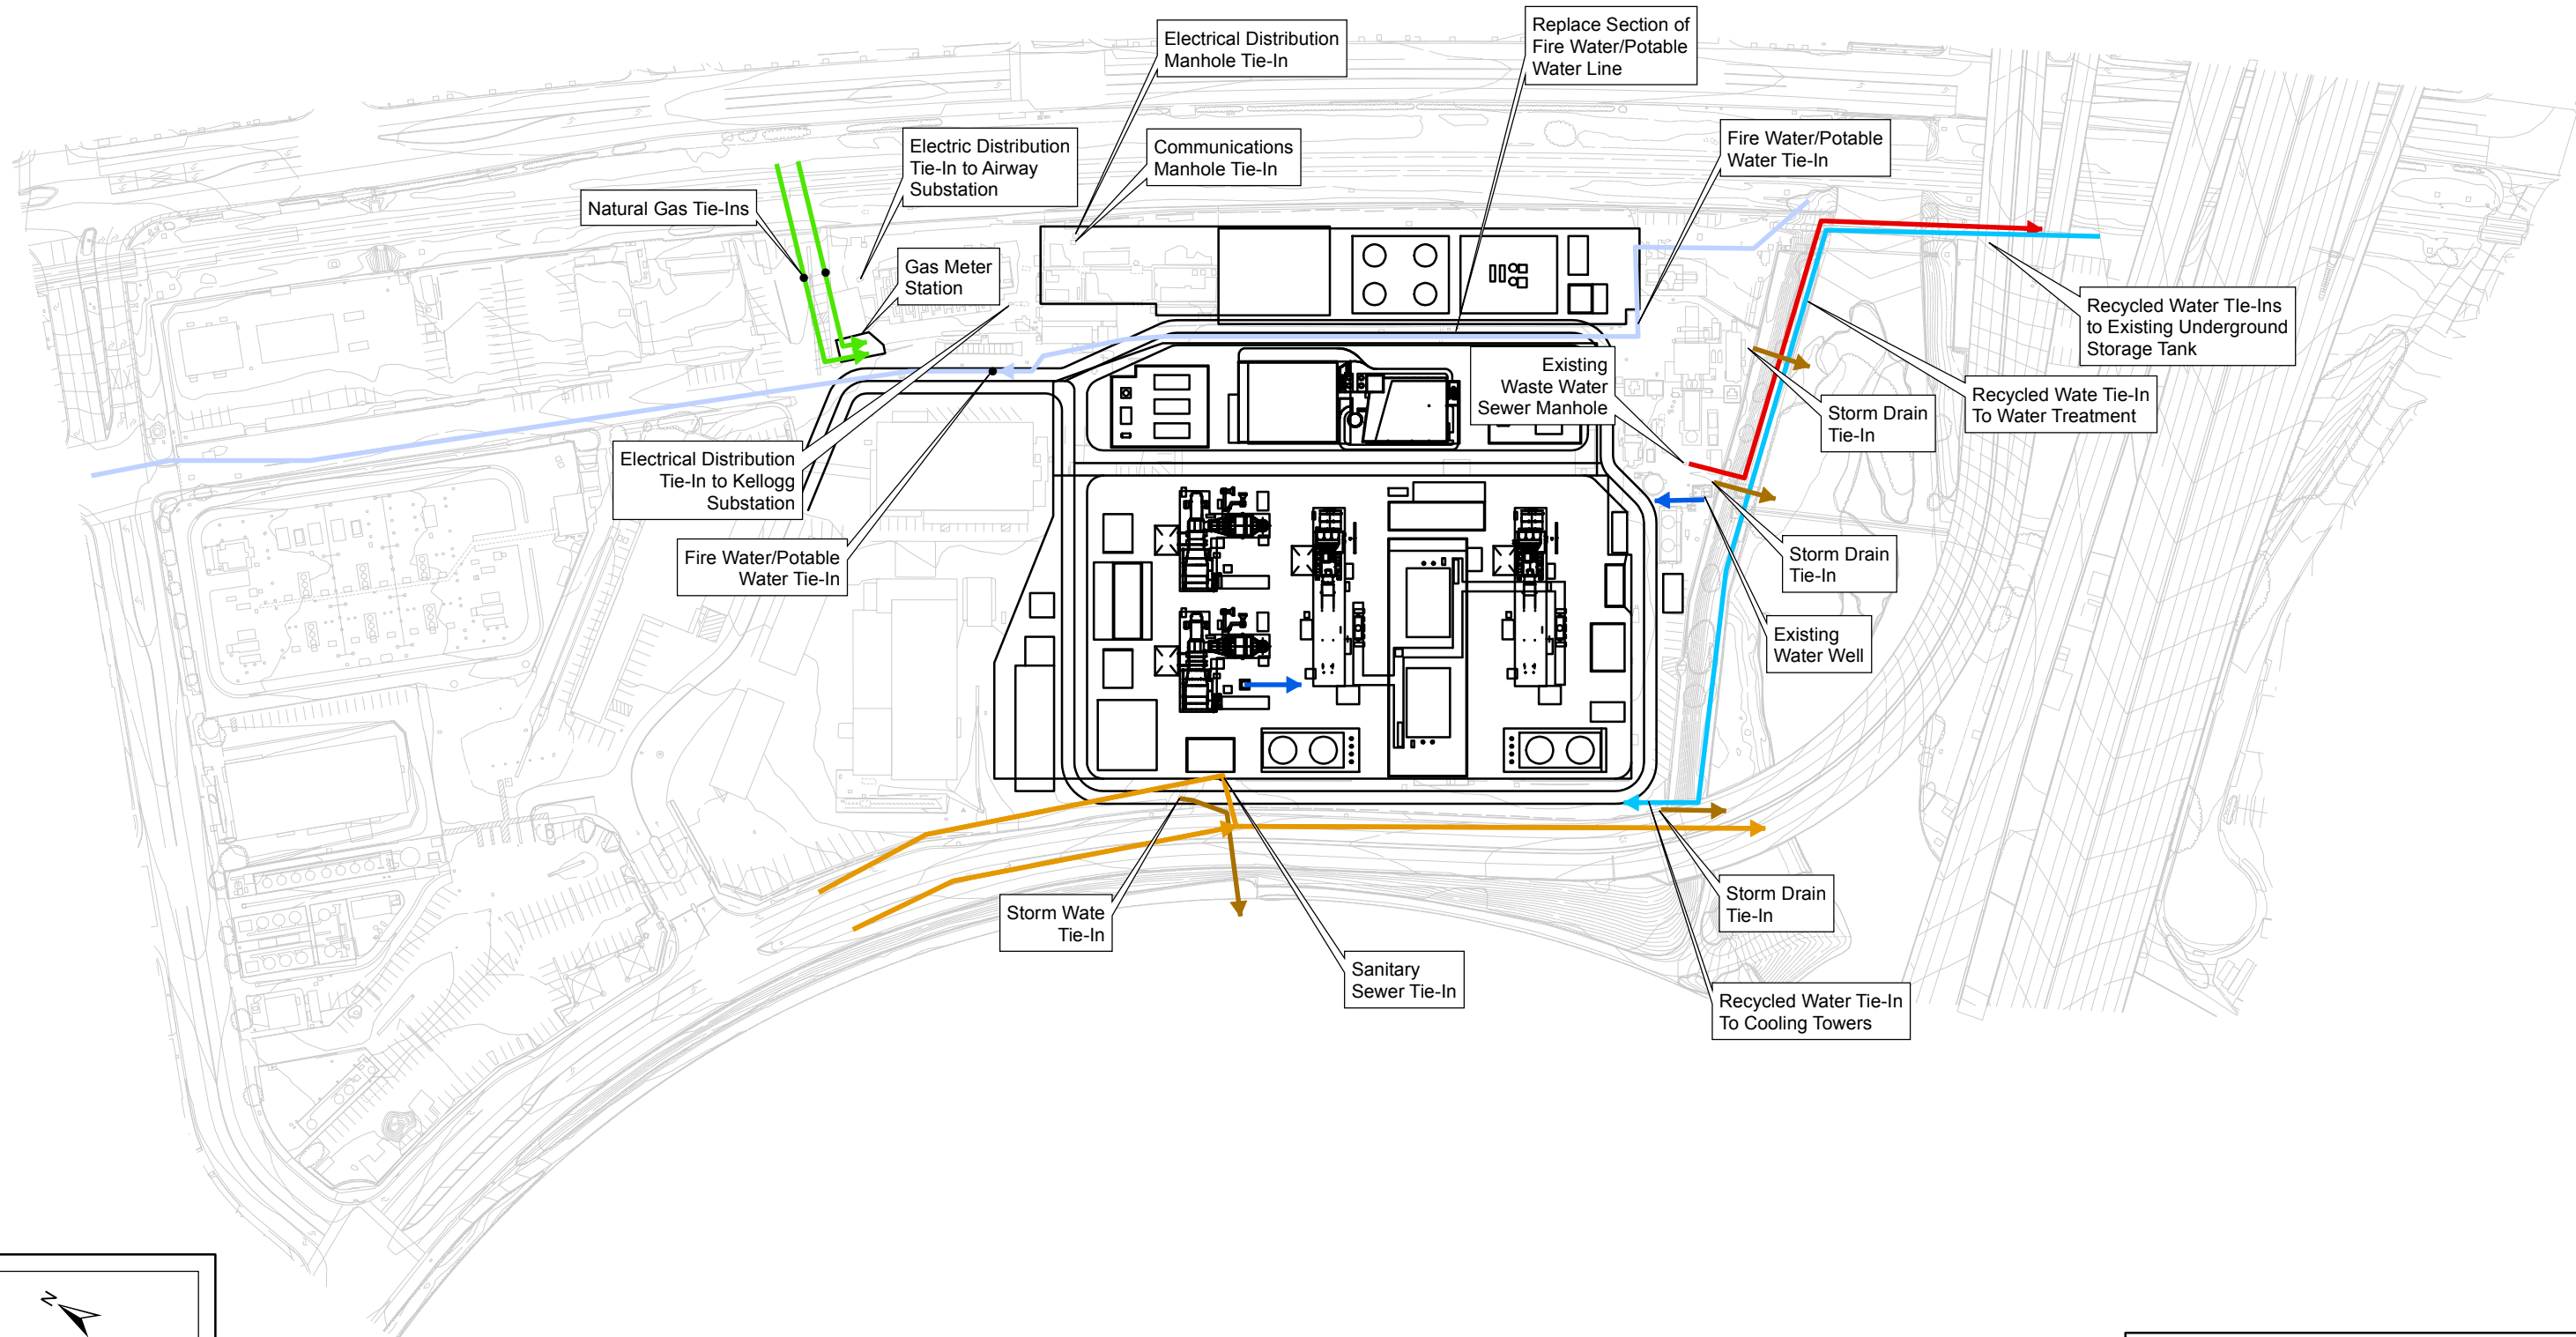 Electrical Distribution
Manhole Tie-In
Replace Section of
Fire Water/Potable
Water Line
Electric Distribution
Tie-In to Airway
Substation
Communications
Manhole Tie-In
Fire Water/Potable
Water Tie-In
Natural Gas Tie-Ins
Gas Meter
Station
Recycled Water TIe-Ins
to Existing Underground
Storage Tank
Existing
Waste Water
Sewer Manhole
Recycled Wate Tie-In
To Water Treatment
Storm Drain
Tie-In
Electrical Distribution
Tie-In to Kellogg
Substation
Fire Water/Potable
Water Tie-In
Storm Drain
Tie-In
Existing
Water Well
Storm Wate
Tie-In
Storm Drain
Tie-In
Sanitary
Sewer Tie-In
Recycled Water Tie-In
To Cooling Towers
N